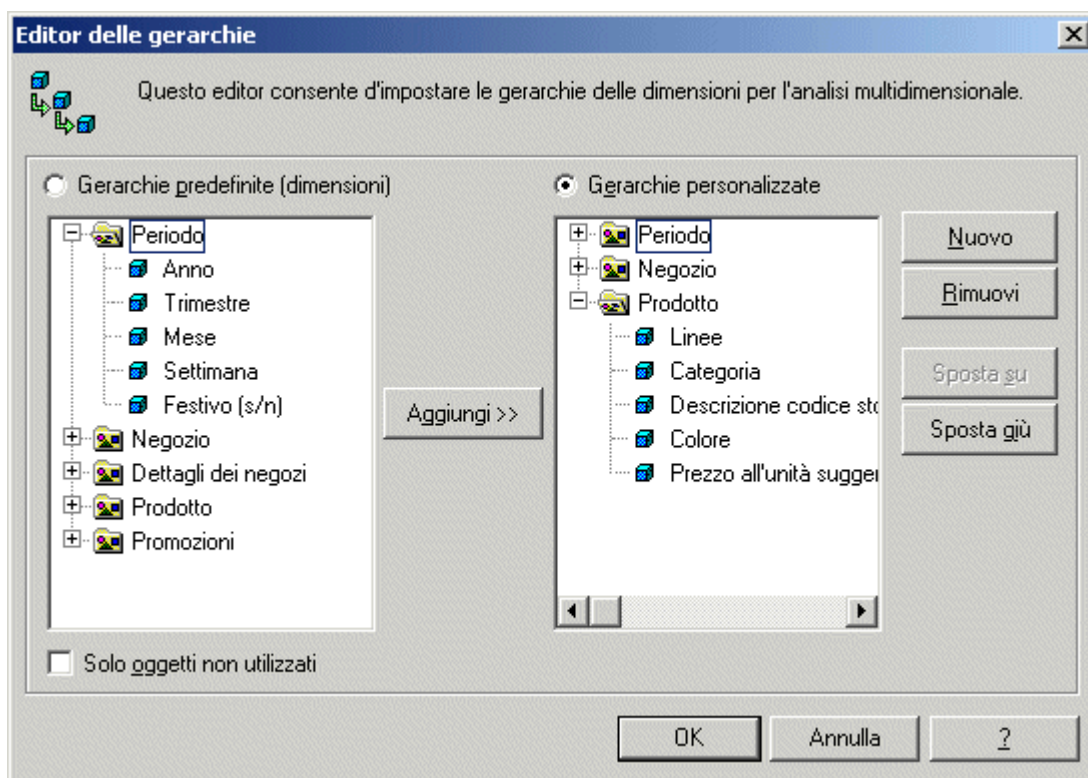 Editor delle gerarchie
Questo editor consente d'impostare le gerarchie delle dimensioni per l'analisi multidimensionale.
Gerarchie predefinite (dimensioni)
Periodo
Anno
Trimestre
Mese
Settimana
Festivo (s/n)
Negozio
Dettagli dei negozi
Prodotto
Promozioni
Aggiungi >>
Gerarchie personalizzate
Periodo
Negozio
Prodotto
Linee
Categoria
Descrizione codice sto
Colore
Prezzo all'unità sugger
Nuovo
Rimuovi
Sposta su
Sposta giù
Solo oggetti non utilizzati
OK
Annulla
?